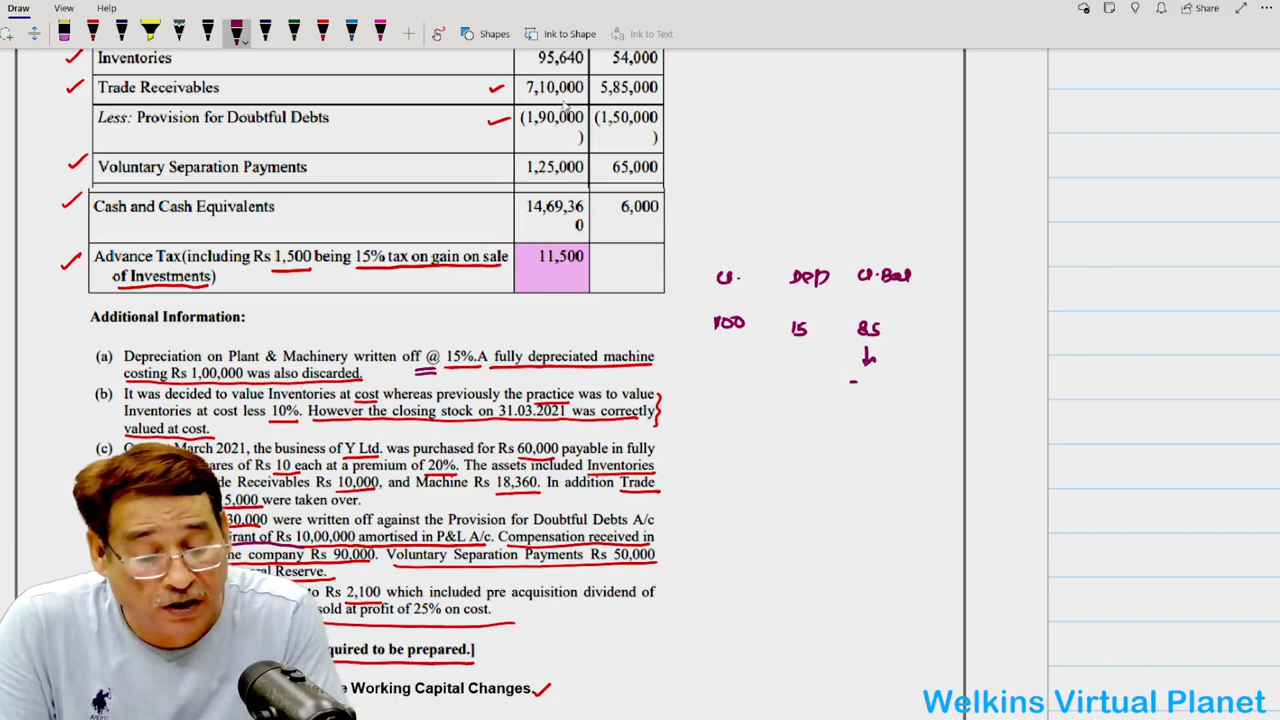 Draw View Help
Share
Shapes Ink to Shape Ink to Text
Inventories 95,640 54,000
Trade Receivables 7,10,000 5,85,000
Less: Provision for Doubtful Debts (1,90,000 (1,50,000
) )
Voluntary Separation Payments 1,25,000 65,000
Cash and Cash Equivalents 14,69,36 6,000
0
Advance Tax(including Rs 1,500 being 15% tax on gain on sale 11,500
of Investments)
Cl. Dep Cl. Bal
100 15 85
Additional Information:
(a) Depreciation on Plant & Machinery written off @ 15%.A fully depreciated machine
costing Rs 1,00,000 was also discarded.
(b) It was decided to value Inventories at cost whereas previously the practice was to value
Inventories at cost less 10%. However the closing stock on 31.03.2021 was correctly
valued at cost.
(c) March 2021, the business of Y Ltd. was purchased for Rs 60,000 payable in fully
of Rs 10 each at a premium of 20%. The assets included Inventories
Receivables Rs 10,000, and Machine Rs 18,360. In addition Trade
5,000 were taken over.
30,000 were written off against the Provision for Doubtful Debts A/c
of Rs 10,00,000 amortised in P&L A/c. Compensation received in
the company Rs 90,000. Voluntary Separation Payments Rs 50,000
Reserve.
to Rs 2,100 which included pre acquisition dividend of
sold at profit of 25% on cost.
to be prepared.]
Working Capital Changes.
Welkins Virtual Planet